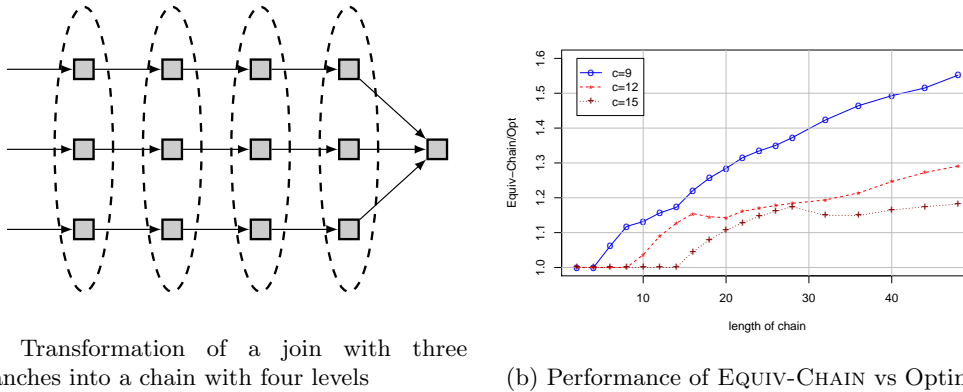 1.0 1.1 1.2 1.3 1.4 1.5 1.6
Equiv−Chain/Opt
c=9
c=12
c=15
10 20 30 40
length of chain
Transformation of a join with three
into a chain with four levels
(b) Performance of EQUIV-CHAIN vs